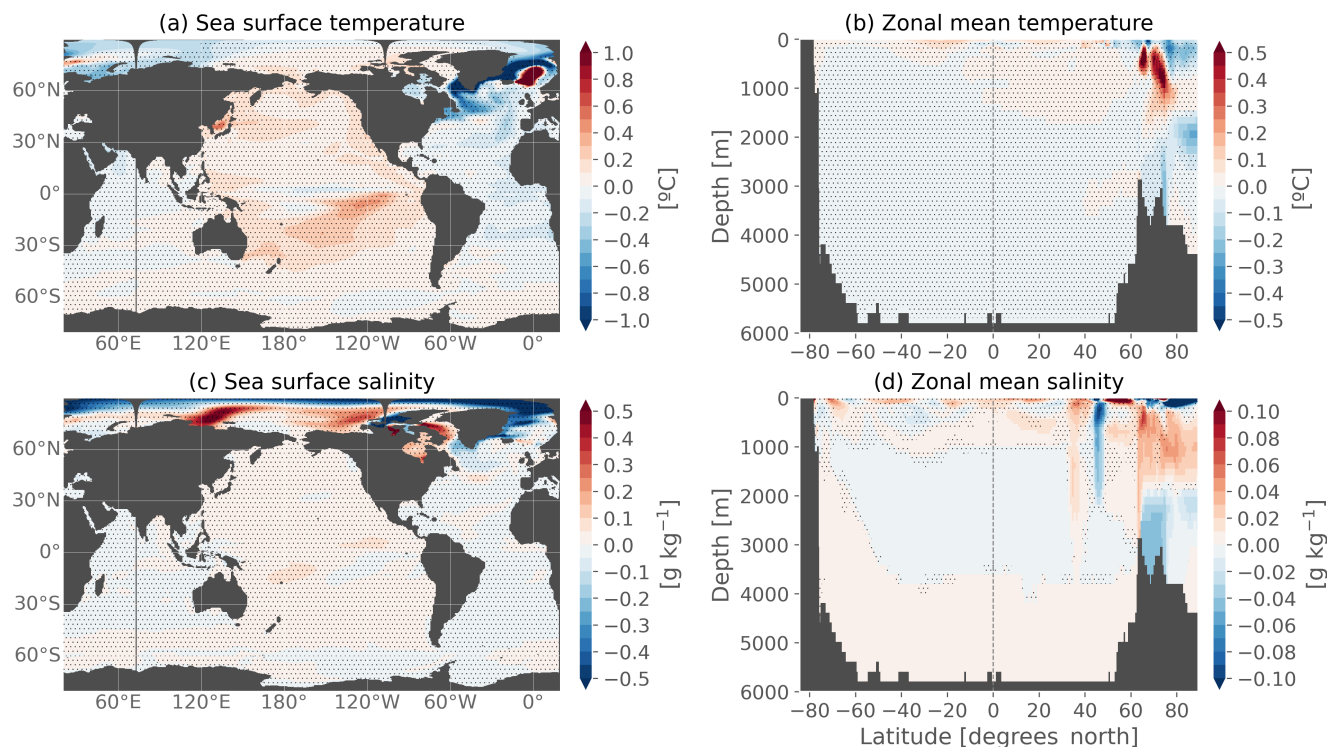 (a) Sea surface temperature
60°N
30°N
0°
30°S
60°S
60°E 120°E 180° 120°W 60°W 0°
1.0
0.8
0.6
0.4
0.2
0.0
−0.2
−0.4
−0.6
−0.8
−1.0
[ºC]
(b) Zonal mean temperature
0
1000
2000
3000
4000
5000
6000
Depth [m]
−80 −60 −40 −20 0 20 40 60 80
0.5
0.4
0.3
0.2
0.1
0.0
−0.1
−0.2
−0.3
−0.4
−0.5
[ºC]
(c) Sea surface salinity
60°N
30°N
0°
30°S
60°S
60°E 120°E 180° 120°W 60°W 0°
0.5
0.4
0.3
0.2
0.1
0.0
−0.1
−0.2
−0.3
−0.4
−0.5
[g kg⁻¹]
(d) Zonal mean salinity
0
1000
2000
3000
4000
5000
6000
Depth [m]
−80 −60 −40 −20 0 20 40 60 80
Latitude [degrees north]
0.10
0.08
0.06
0.04
0.02
0.00
−0.02
−0.04
−0.06
−0.08
−0.10
[g kg⁻¹]